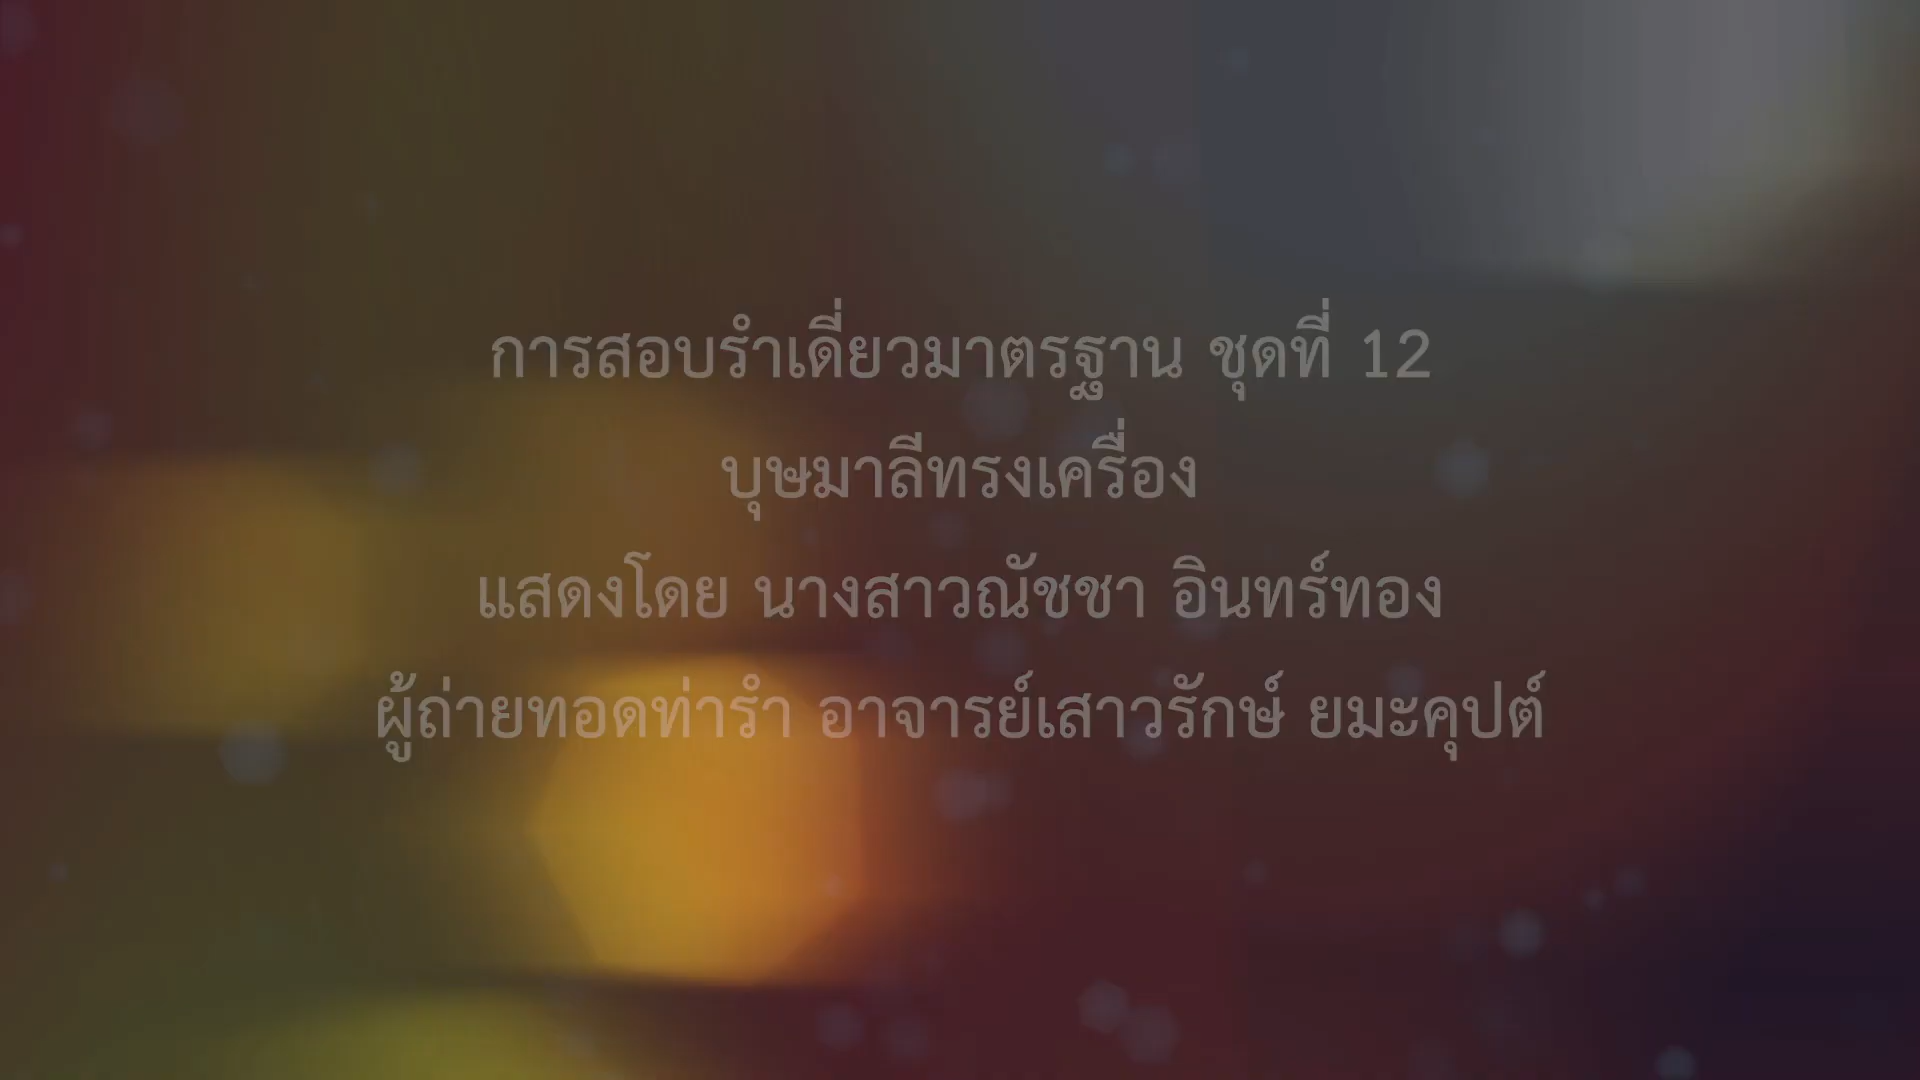 การสอบรำเดี่ยวมาตรฐาน ชุดที่ 12
บุษมาลีทรงเครื่อง
แสดงโดย นางสาวณัชชา อินทร์ทอง
ผู้ถ่ายทอดท่ารำ อาจารย์เสาวรักษ์ ยมะคุปต์